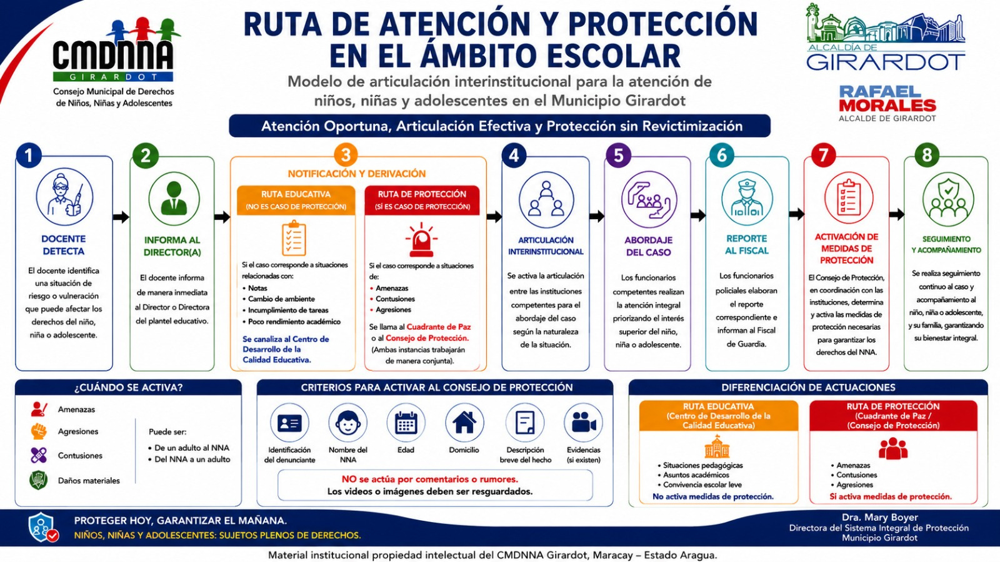 CMDNNA
GIRARDOT
Consejo Municipal de Derechos
de Niños, Niñas y Adolescentes
RUTA DE ATENCIÓN Y PROTECCIÓN
EN EL ÁMBITO ESCOLAR
Modelo de articulación interinstitucional para la atención de
niños, niñas y adolescentes en el Municipio Girardot
Atención Oportuna, Articulación Efectiva y Protección sin Revictimización
ALCALDÍA DE
GIRARDOT
RAFAEL
MORALES
ALCALDE DE GIRARDOT
1
DOCENTE
DETECTA
El docente identifica
una situación de
riesgo o vulneración
que puede afectar los
derechos del niño,
niña o adolescente.
2
INFORMA AL
DIRECTOR(A)
El docente informa
de manera inmediata
al Director o Directora
del plantel educativo.
3
NOTIFICACIÓN Y DERIVACIÓN
RUTA EDUCATIVA
(NO ES CASO DE PROTECCIÓN)
Si el caso corresponde a situaciones
relacionadas con:
• Notas
• Cambio de ambiente
• Incumplimiento de tareas
• Poco rendimiento académico
Se canaliza al Centro de
Desarrollo de la
Calidad Educativa.
RUTA DE PROTECCIÓN
(SÍ ES CASO DE PROTECCIÓN)
Si el caso corresponde a situaciones
de:
• Amenazas
• Contusiones
• Agresiones
Se llama al Cuadrante de Paz
o al Consejo de Protección.
(Ambas instancias trabajarán
de manera conjunta).
4
ARTICULACIÓN
INTERINSTITUCIONAL
Se activa la articulación
entre las instituciones
competentes para el
abordaje del caso
según la naturaleza
de la situación.
5
ABORDAJE
DEL CASO
Los funcionarios
competentes realizan
la atención integral
priorizando el interés
superior del niño,
niña o adolescente.
6
REPORTE
AL FISCAL
Los funcionarios
policiales elaboran
el reporte
correspondiente e
informan al Fiscal
de Guardia.
7
ACTIVACIÓN DE
MEDIDAS DE
PROTECCIÓN
El Consejo de Protección,
en coordinación con las
instituciones, determina
y activa las medidas de
protección necesarias
para garantizar los
derechos del NNA.
8
SEGUIMIENTO
Y ACOMPAÑAMIENTO
Se realiza seguimiento
continuo al caso y
acompañamiento al
niño, niña o adolescente,
y su familia, garantizando
su bienestar integral.
¿CUÁNDO SE ACTIVA?
Amenazas
Agresiones
Contusiones
Daños materiales
Puede ser:
• De un adulto al NNA
• Del NNA a un adulto
CRITERIOS PARA ACTIVAR AL CONSEJO DE PROTECCIÓN
Identificación
del denunciante
Nombre del
NNA
Edad
Domicilio
Descripción
breve del hecho
Evidencias
(si existen)
NO se actúa por comentarios o rumores.
Los videos o imágenes deben ser resguardados.
DIFERENCIACIÓN DE ACTUACIONES
RUTA EDUCATIVA
(Centro de Desarrollo de la
Calidad Educativa)
• Situaciones pedagógicas
• Asuntos académicos
• Convivencia escolar leve
No activa medidas de protección.
RUTA DE PROTECCIÓN
(Cuadrante de Paz /
(Consejo de Protección)
• Amenazas
• Contusiones
• Agresiones
Sí activa medidas de protección.
PROTEGER HOY, GARANTIZAR EL MAÑANA.
NIÑOS, NIÑAS Y ADOLESCENTES: SUJETOS PLENOS DE DERECHOS.
Dra. Mary Boyer
Directora del Sistema Integral de Protección
Municipio Girardot
Material institucional propiedad intelectual del CMDNNA Girardot, Maracay – Estado Aragua.